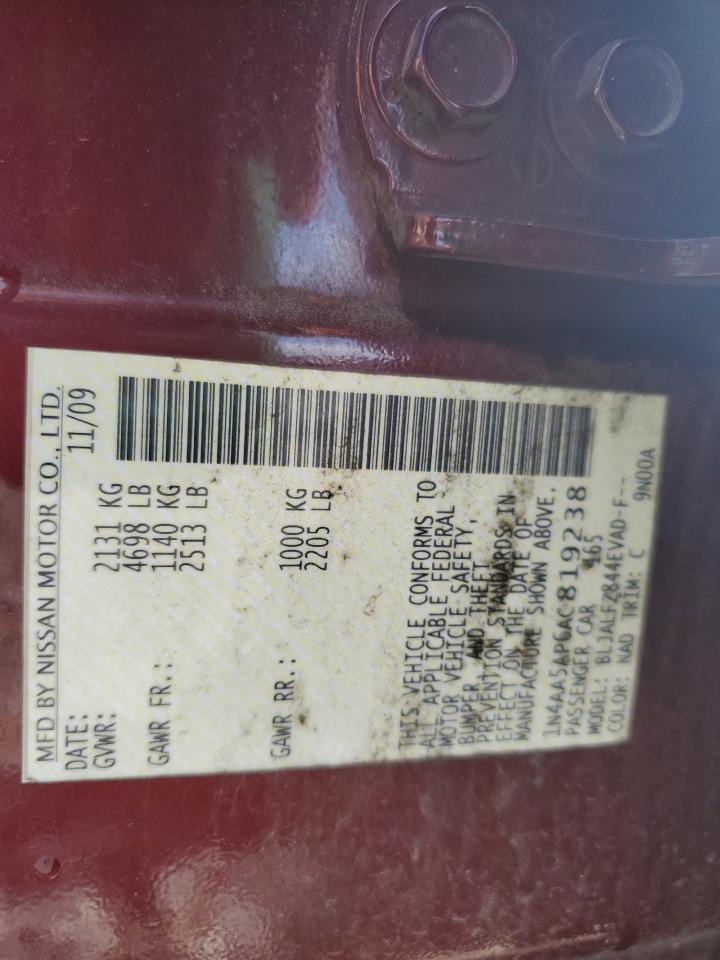 MFD BY NISSAN MOTOR CO., LTD.
DATE: 11/09
GVWR: 2131 KG
4698 LB
GAWR FR.: 1140 KG
2513 LB
GAWR RR.: 1000 KG
2205 LB
THIS VEHICLE CONFORMS TO
ALL APPLICABLE FEDERAL
MOTOR VEHICLE SAFETY,
BUMPER, AND THEFT
PREVENTION STANDARDS IN
EFFECT ON THE DATE OF
MANUFACTURE SHOWN ABOVE.
1N4AA5AP6AC819238
PASSENGER CAR 465
MODEL: BLJALFZ844EVAD-F--
COLOR: NAD TRIM: C 9N00A